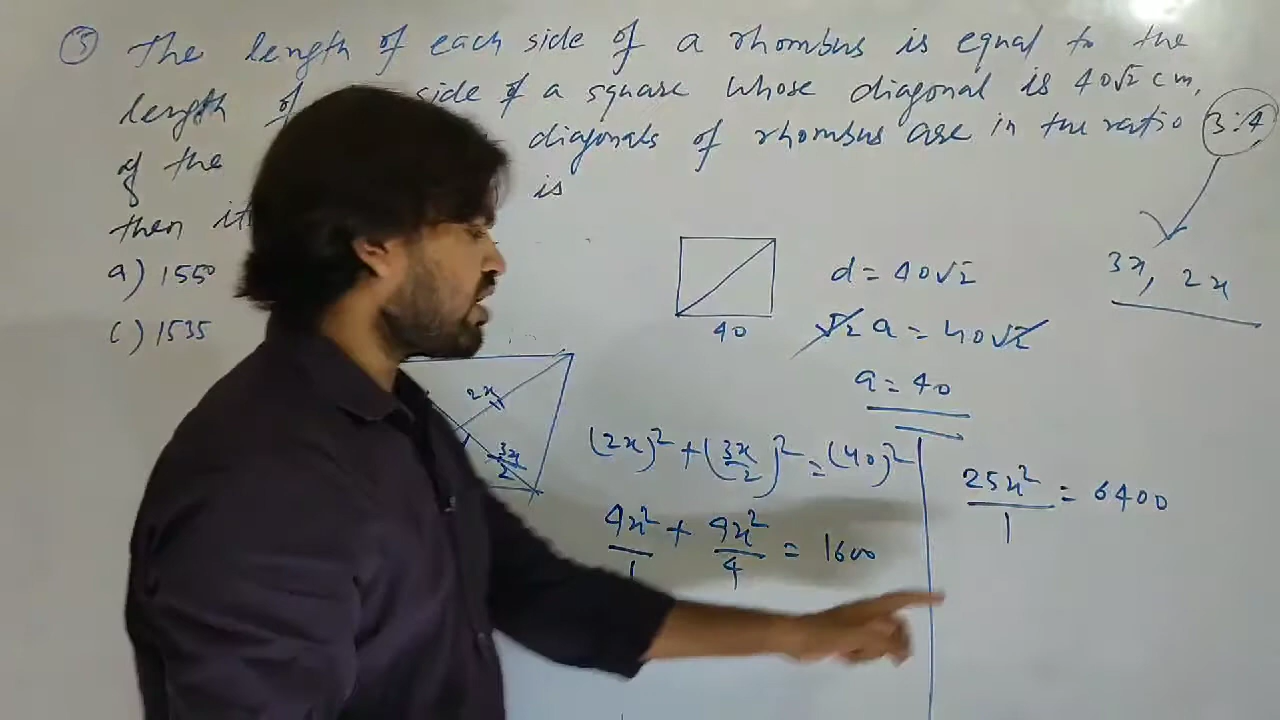 5 The length of each side of a rhombus is equal to the
length of side of a square whose diagonal is 40√2 cm,
If the diagonals of rhombus are in the ratio 3:4
then is
a) 1550
c) 1535
3x, 2x
40
d = 40√2
√2 a = 40√2
a = 40
2x
3x/2
(2x)² + (3x/2)² = (40)²
4x²/1 + 9x²/4 = 1600
25x²/1 = 6400